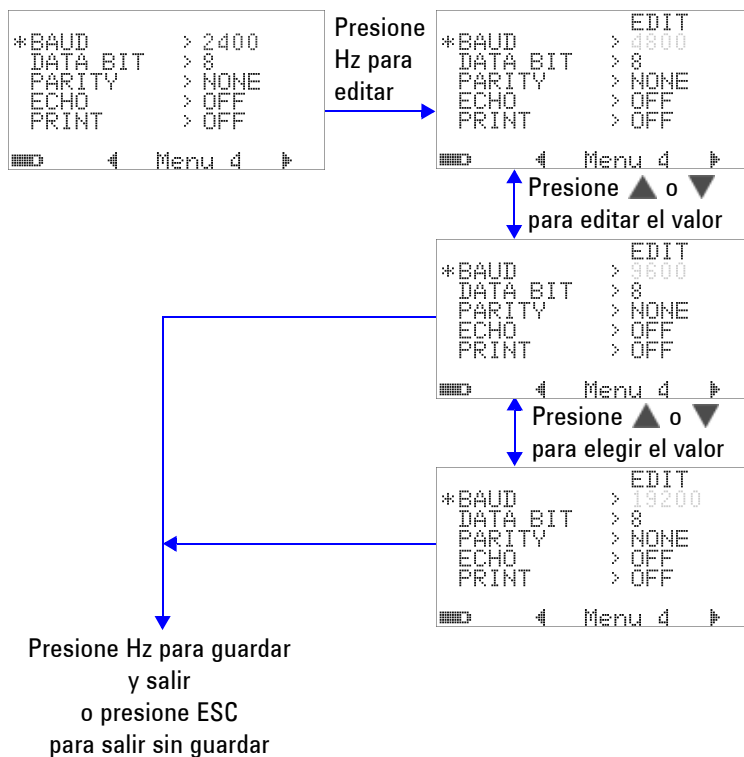 *BAUD > 2400
DATA BIT > 8
PARITY > NONE
ECHO > OFF
PRINT > OFF
Menu 4
Presione
Hz para
editar
EDIT
*BAUD > 4800
DATA BIT > 8
PARITY > NONE
ECHO > OFF
PRINT > OFF
Menu 4
Presione ▲ o ▼
para editar el valor
EDIT
*BAUD > 9600
DATA BIT > 8
PARITY > NONE
ECHO > OFF
PRINT > OFF
Menu 4
Presione ▲ o ▼
para elegir el valor
EDIT
*BAUD > 19200
DATA BIT > 8
PARITY > NONE
ECHO > OFF
PRINT > OFF
Menu 4
Presione Hz para guardar
y salir
o presione ESC
para salir sin guardar